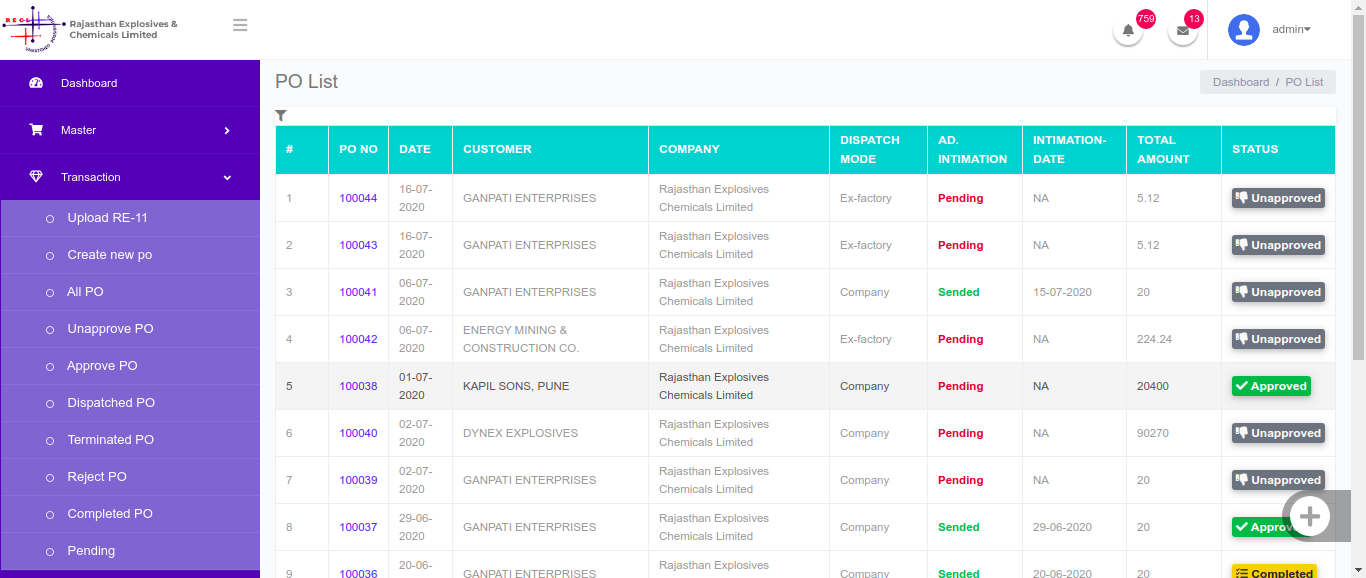 RECL
Rajasthan Explosives &
Chemicals Limited
759
13
admin
Dashboard
Master
Transaction
Upload RE-11
Create new po
All PO
Unapprove PO
Approve PO
Dispatched PO
Terminated PO
Reject PO
Completed PO
Pending
PO List
Dashboard / PO List
# PO NO DATE CUSTOMER COMPANY DISPATCH MODE AD. INTIMATION INTIMATION-DATE TOTAL AMOUNT STATUS
1 100044 16-07-2020 GANPATI ENTERPRISES Rajasthan Explosives Chemicals Limited Ex-factory Pending NA 5.12 Unapproved
2 100043 16-07-2020 GANPATI ENTERPRISES Rajasthan Explosives Chemicals Limited Ex-factory Pending NA 5.12 Unapproved
3 100041 06-07-2020 GANPATI ENTERPRISES Rajasthan Explosives Chemicals Limited Company Sended 15-07-2020 20 Unapproved
4 100042 06-07-2020 ENERGY MINING & CONSTRUCTION CO. Rajasthan Explosives Chemicals Limited Ex-factory Pending NA 224.24 Unapproved
5 100038 01-07-2020 KAPIL SONS, PUNE Rajasthan Explosives Chemicals Limited Company Pending NA 20400 Approved
6 100040 02-07-2020 DYNEX EXPLOSIVES Rajasthan Explosives Chemicals Limited Company Pending NA 90270 Unapproved
7 100039 02-07-2020 GANPATI ENTERPRISES Rajasthan Explosives Chemicals Limited Company Pending NA 20 Unapproved
8 100037 29-06-2020 GANPATI ENTERPRISES Rajasthan Explosives Chemicals Limited Company Sended 29-06-2020 20 Approv
9 100036 20-06- GANPATI ENTERPRISES Rajasthan Explosives Company Sended 20-06-2020 20 Completed